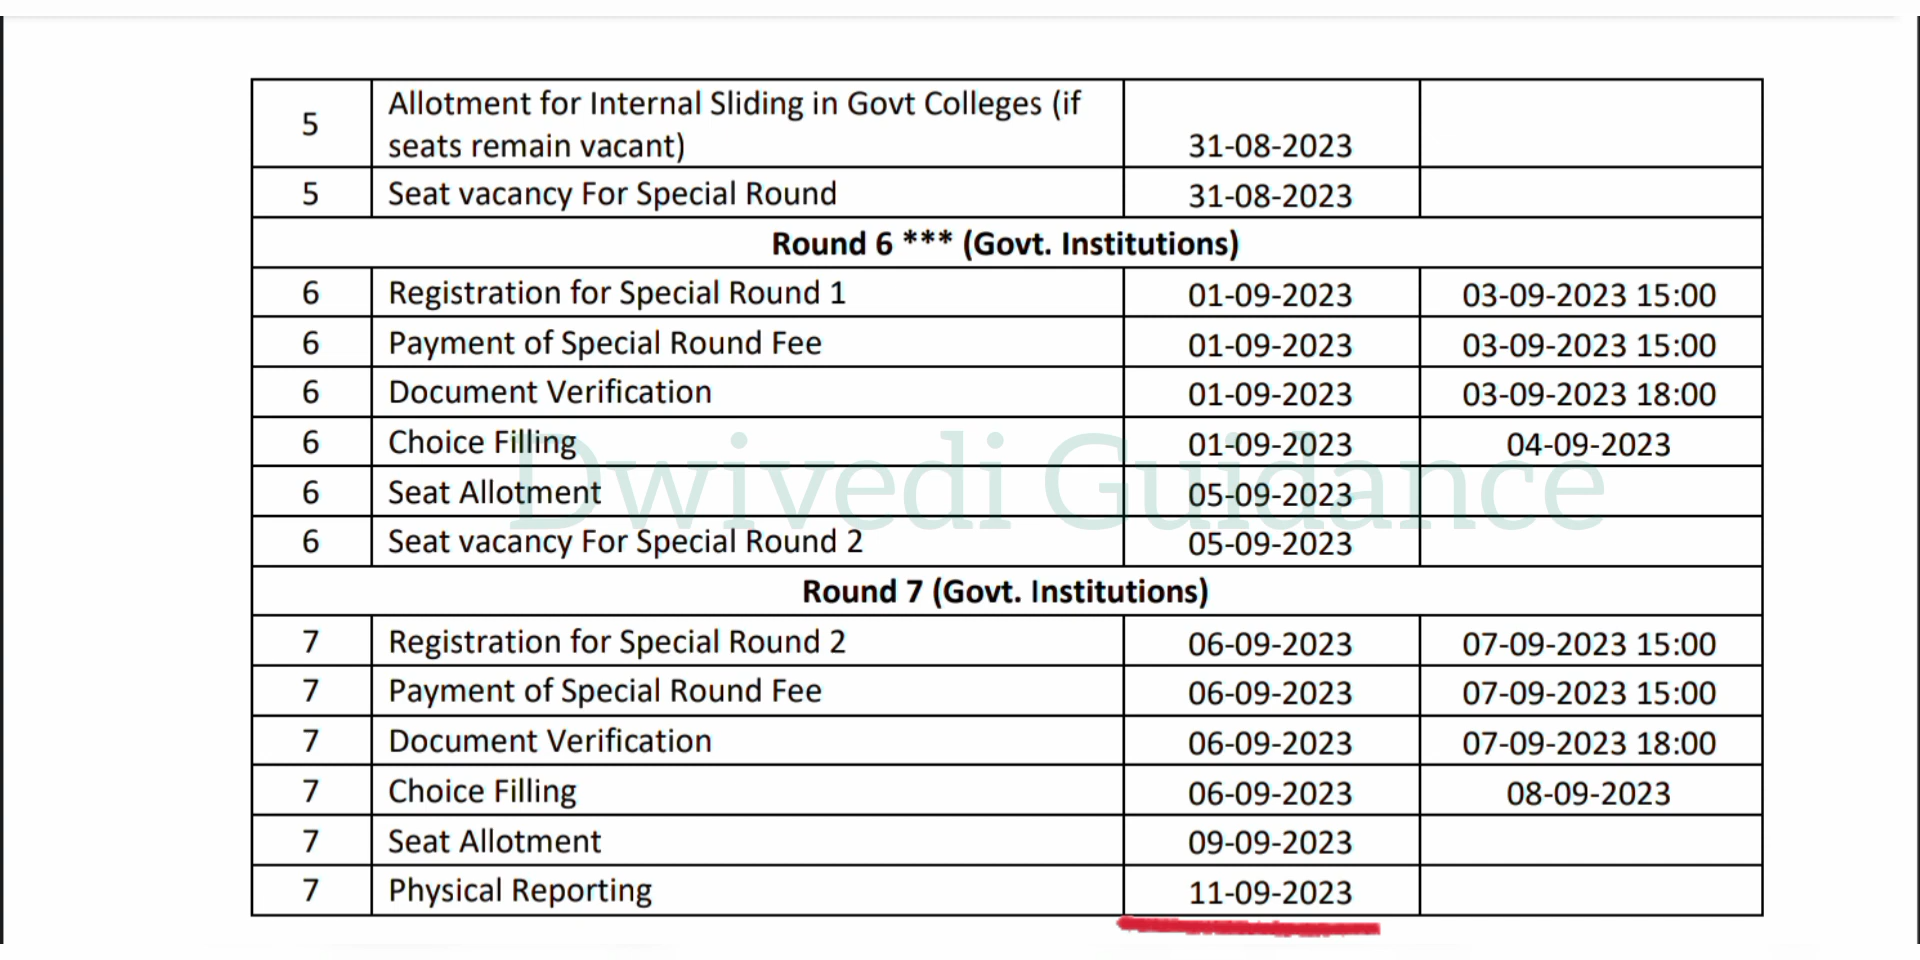 5 Allotment for Internal Sliding in Govt Colleges (if
seats remain vacant) 31-08-2023
5 Seat vacancy For Special Round 31-08-2023
Round 6 *** (Govt. Institutions)
6 Registration for Special Round 1 01-09-2023 03-09-2023 15:00
6 Payment of Special Round Fee 01-09-2023 03-09-2023 15:00
6 Document Verification 01-09-2023 03-09-2023 18:00
6 Choice Filling 01-09-2023 04-09-2023
Dwivedi Guidance
6 Seat Allotment 05-09-2023
6 Seat vacancy For Special Round 2 05-09-2023
Round 7 (Govt. Institutions)
7 Registration for Special Round 2 06-09-2023 07-09-2023 15:00
7 Payment of Special Round Fee 06-09-2023 07-09-2023 15:00
7 Document Verification 06-09-2023 07-09-2023 18:00
7 Choice Filling 06-09-2023 08-09-2023
7 Seat Allotment 09-09-2023
7 Physical Reporting 11-09-2023